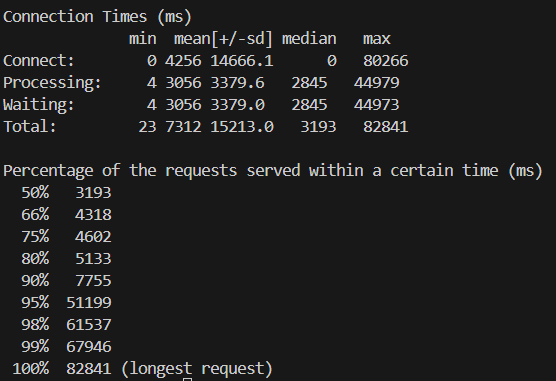 Connection Times (ms)
              min  mean[+/-sd] median   max
Connect:        0 4256 14666.1      0   80266
Processing:     4 3056 3379.6   2845   44979
Waiting:        4 3056 3379.0   2845   44973
Total:         23 7312 15213.0   3193   82841
Percentage of the requests served within a certain time (ms)
  50%   3193
  66%   4318
  75%   4602
  80%   5133
  90%   7755
  95%  51199
  98%  61537
  99%  67946
 100%  82841 (longest request)